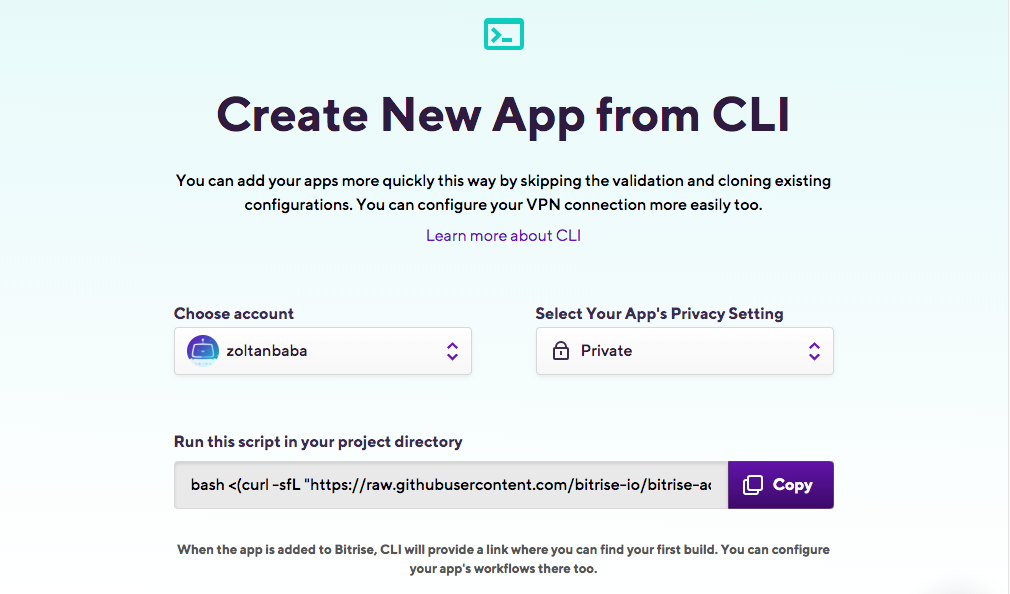 Create New App from CLI
You can add your apps more quickly this way by skipping the validation and cloning existing
configurations. You can configure your VPN connection more easily too.
Learn more about CLI
Choose account
Select Your App's Privacy Setting
zoltanbaba
Private
Run this script in your project directory
bash <(curl -sfL "https://raw.githubusercontent.com/bitrise-io/bitrise-ac
Copy
When the app is added to Bitrise, CLI will provide a link where you can find your first build. You can configure
your app's workflows there too.